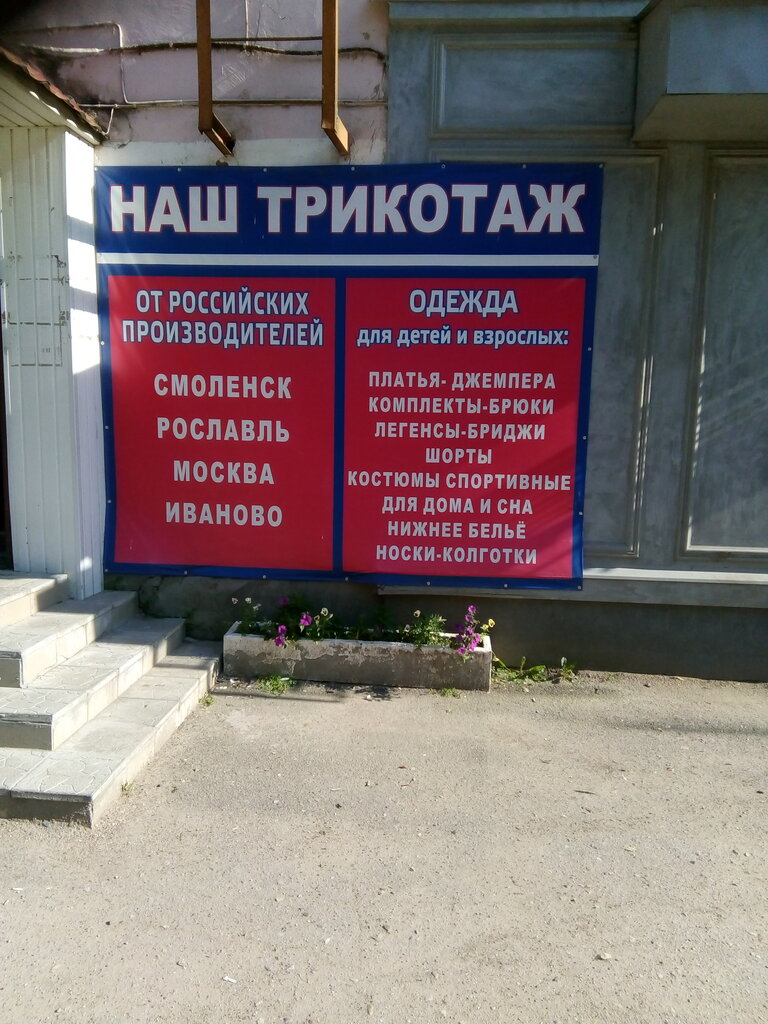 НАШ ТРИКОТАЖ
ОТ РОССИЙСКИХ
ПРОИЗВОДИТЕЛЕЙ
СМОЛЕНСК
РОСЛАВЛЬ
МОСКВА
ИВАНОВО
ОДЕЖДА
для детей и взрослых:
ПЛАТЬЯ- ДЖЕМПЕРА
КОМПЛЕКТЫ-БРЮКИ
ЛЕГЕНСЫ-БРИДЖИ
ШОРТЫ
КОСТЮМЫ СПОРТИВНЫЕ
ДЛЯ ДОМА И СНА
НИЖНЕЕ БЕЛЬЁ
НОСКИ-КОЛГОТКИ